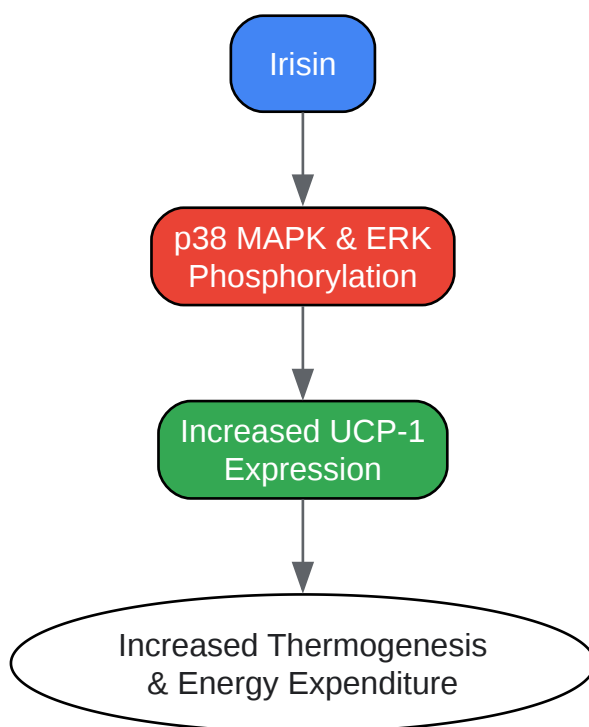 Irisin
p38 MAPK & ERK
Phosphorylation
Increased UCP-1
Expression
Increased Thermogenesis
& Energy Expenditure